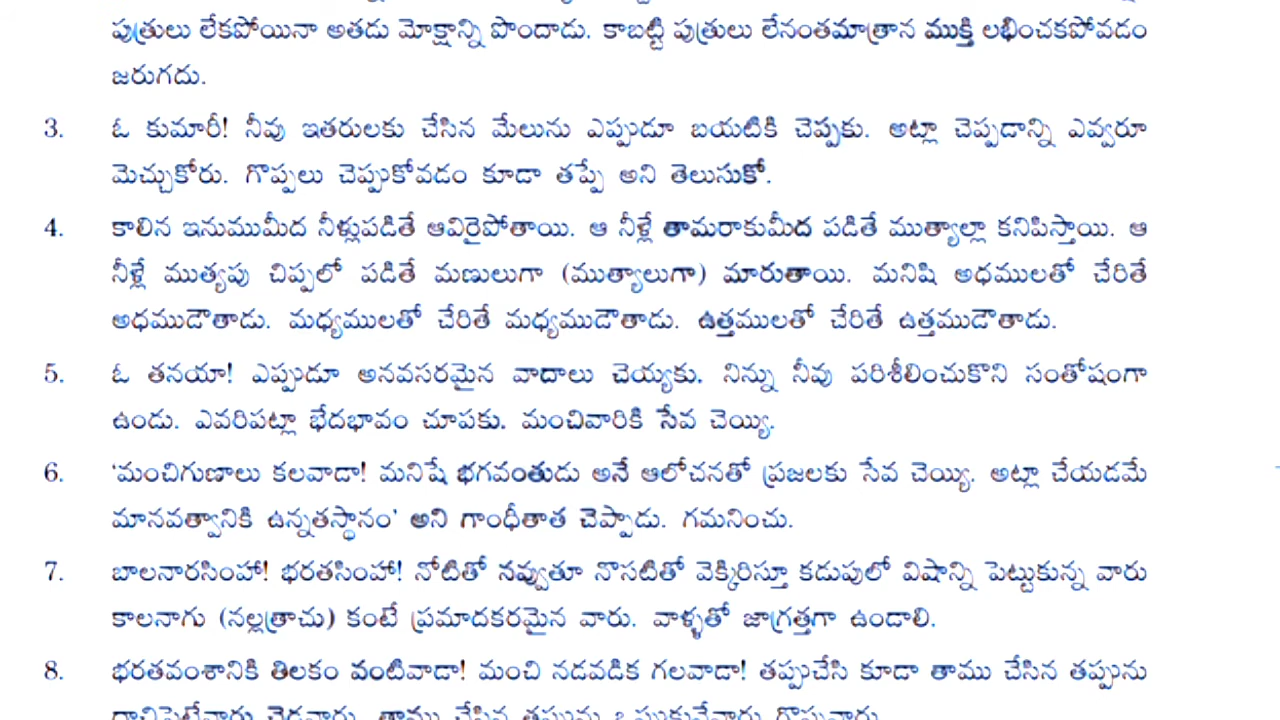 పుత్రులు లేకపోయినా అతడు మోక్షాన్ని పొందాడు. కాబట్టి పుత్రులు లేనంతమాత్రాన ముక్తి లభించకపోవడం
జరుగదు.
3. ఓ కుమారీ! నీవు ఇతరులకు చేసిన మేలును ఎప్పుడూ బయటికి చెప్పకు. అట్లా చెప్పడాన్ని ఎవ్వరూ
మెచ్చుకోరు. గొప్పలు చెప్పుకోవడం కూడా తప్పే అని తెలుసుకో.
4. కాలిన ఇనుముమీద నీళ్లుపడితే ఆవిరైపోతాయి. ఆ నీళ్లే తామరాకుమీద పడితే ముత్యాల్లా కనిపిస్తాయి. ఆ
నీళ్లే ముత్యపు చిప్పలో పడితే మణులుగా (ముత్యాలుగా) మారుతాయి. మనిషి అధములతో చేరితే
అధముడౌతాడు. మధ్యములతో చేరితే మధ్యముడౌతాడు. ఉత్తములతో చేరితే ఉత్తముడౌతాడు.
5. ఓ తనయా! ఎప్పుడూ అనవసరమైన వాదాలు చెయ్యకు. నిన్ను నీవు పరిశీలించుకొని సంతోషంగా
ఉండు. ఎవరిపట్లా భేదభావం చూపకు. మంచివారికి సేవ చెయ్యి.
6. 'మంచిగుణాలు కలవాడా! మనిషే భగవంతుడు అనే ఆలోచనతో ప్రజలకు సేవ చెయ్యి. అట్లా చేయడమే
మానవత్వానికి ఉన్నతస్థానం' అని గాంధీతాత చెప్పాడు. గమనించు.
7. బాలనారసింహా! భరతసింహా! నోటితో నవ్వుతూ నొసటితో వెక్కిరిస్తూ కడుపులో విషాన్ని పెట్టుకున్న వారు
కాలనాగు (నల్లత్రాచు) కంటే ప్రమాదకరమైన వారు. వాళ్ళతో జాగ్రత్తగా ఉండాలి.
8. భరతవంశానికి తిలకం వంటివాడా! మంచి నడవడిక గలవాడా! తప్పుచేసి కూడా తాము చేసిన తప్పును